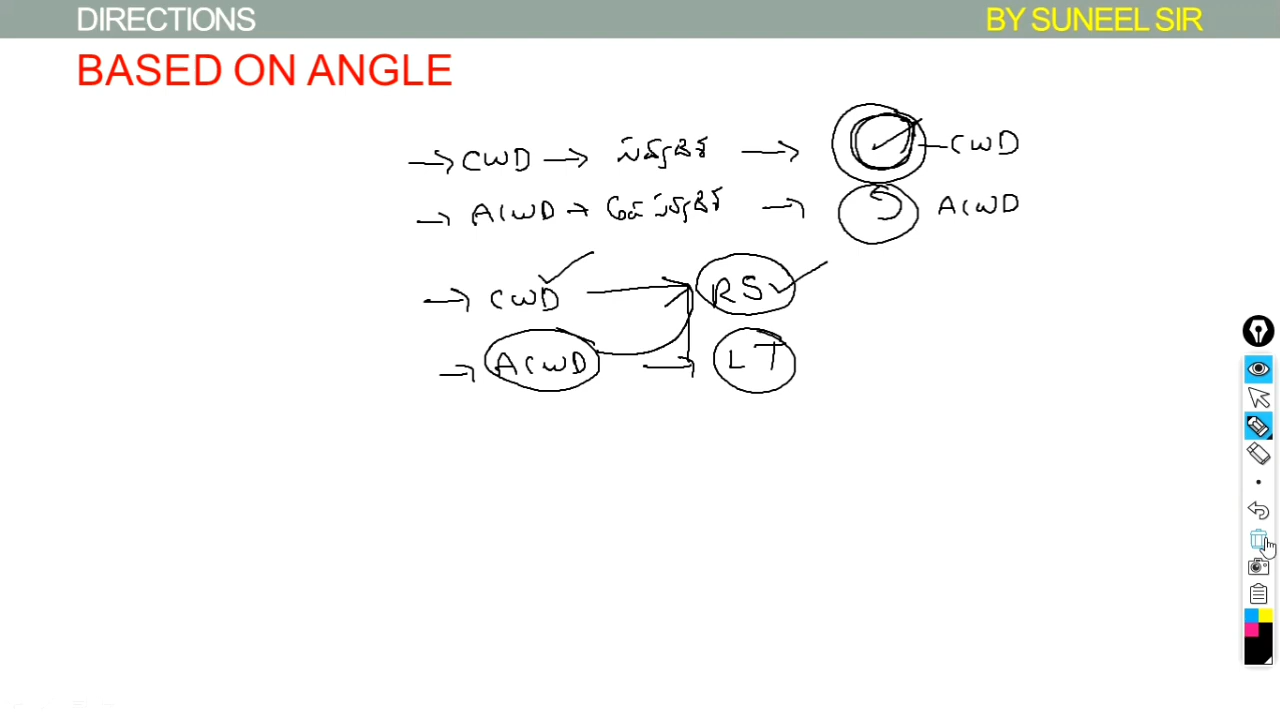 DIRECTIONS BY SUNEEL SIR
BASED ON ANGLE
→ CWD → సవ్యదిశ → CWD
→ ACWD → అపసవ్యదిశ → ACWD
→ CWD → RS
→ ACWD → LT